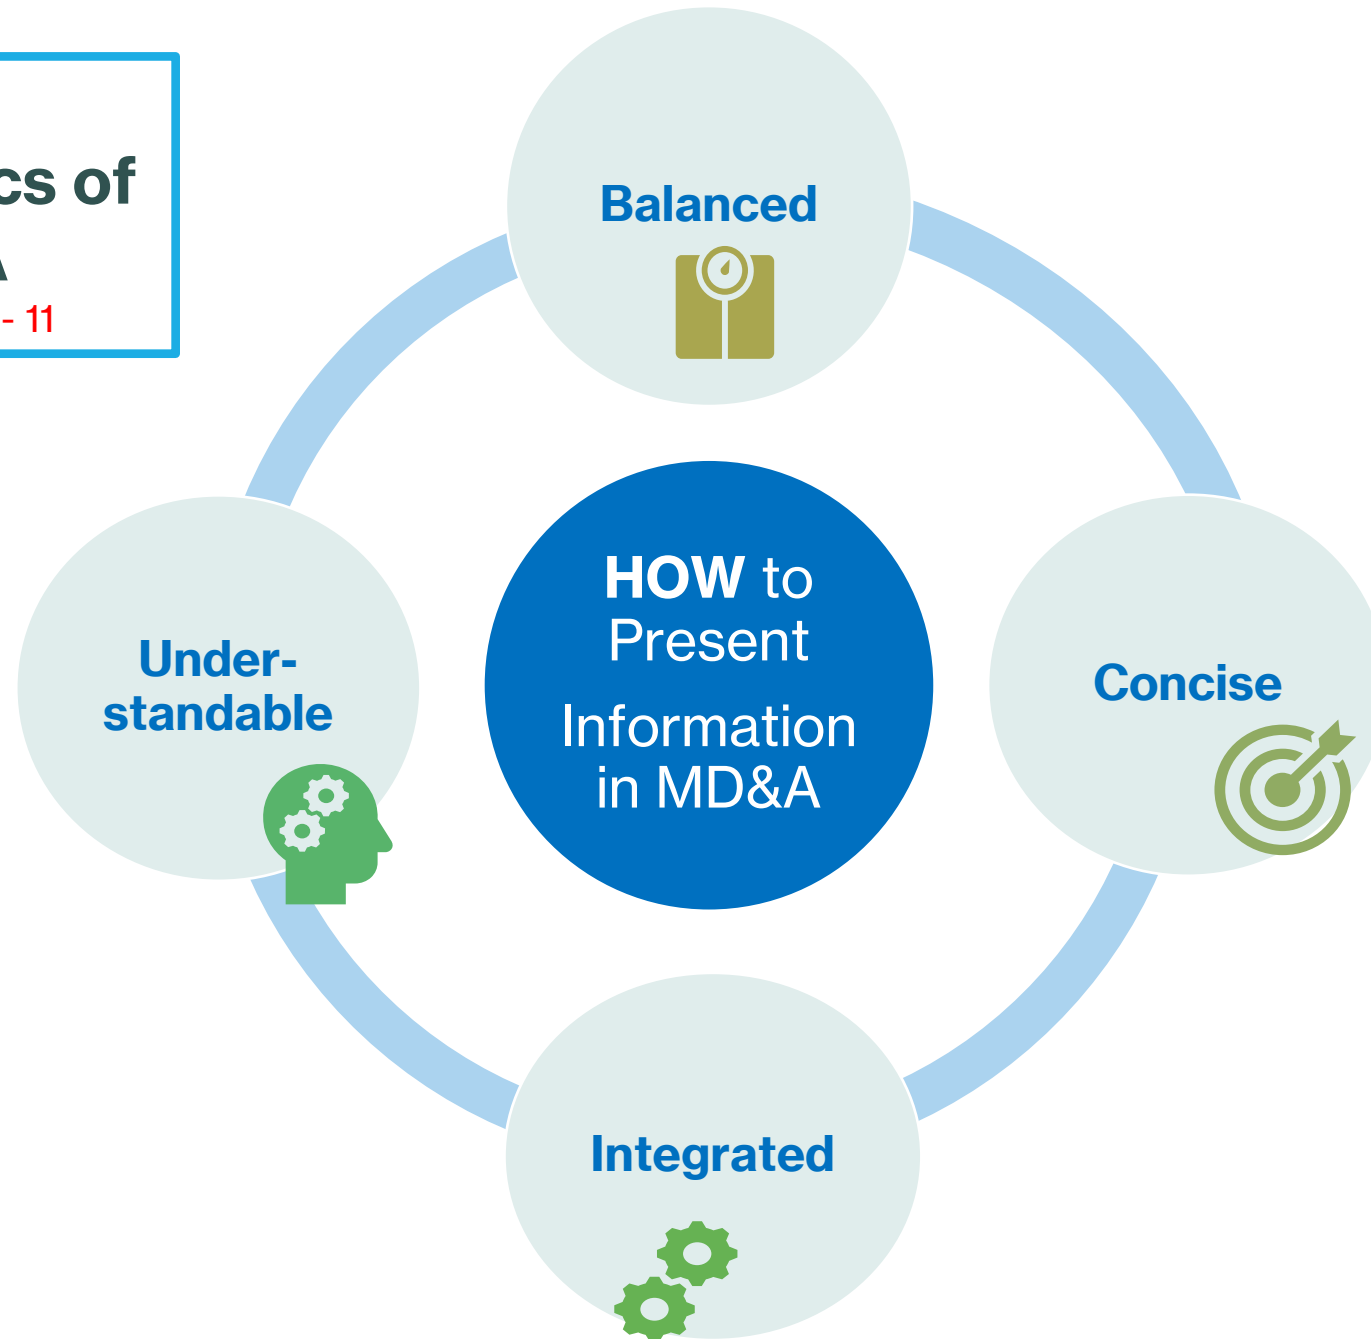 cs of
A
- 11
Balanced
HOW to
Present
Information
in MD&A
Under-
standable
Concise
Integrated